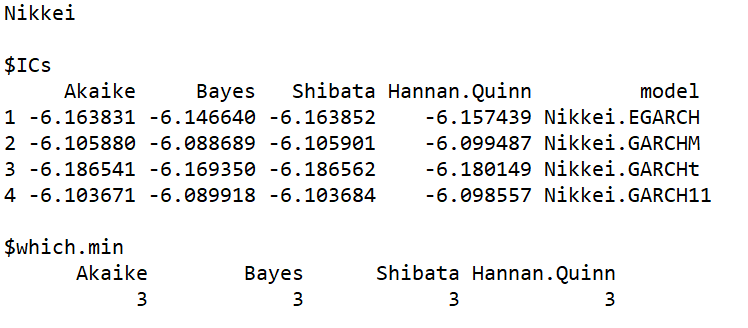 Nikkei
$ICs
Akaike Bayes Shibata Hannan.Quinn model
1 -6.163831 -6.146640 -6.163852 -6.157439 Nikkei.EGARCH
2 -6.105880 -6.088689 -6.105901 -6.099487 Nikkei.GARCHM
3 -6.186541 -6.169350 -6.186562 -6.180149 Nikkei.GARCHt
4 -6.103671 -6.089918 -6.103684 -6.098557 Nikkei.GARCH11
$which.min
Akaike Bayes Shibata Hannan.Quinn
3 3 3 3